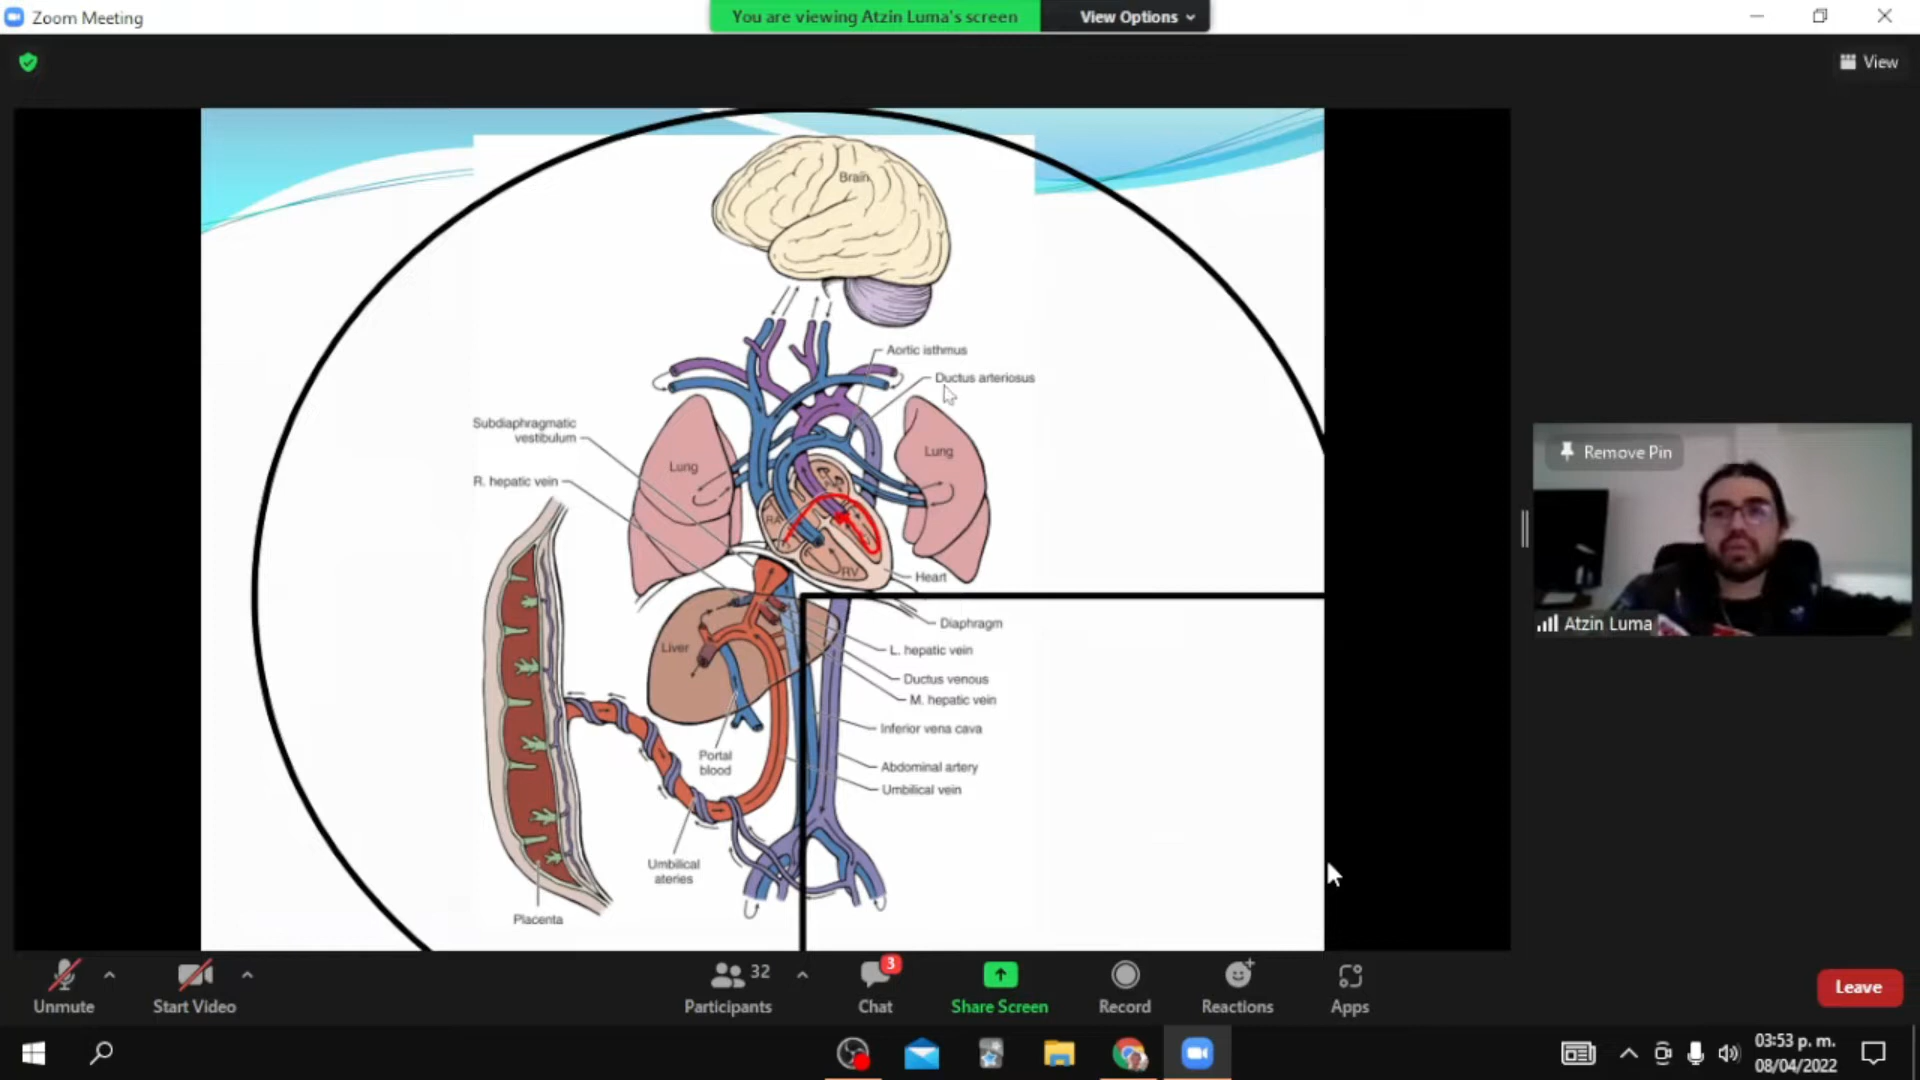 Zoom Meeting
You are viewing Atzin Luma's screen
View Options
View
Brain
Aortic isthmus
Ductus arteriosus
Subdiaphragmatic
vestibulum
Lung
Lung
R. hepatic vein
RA
RV
Heart
Diaphragm
Liver
L. hepatic vein
Ductus venous
M. hepatic vein
Inferior vena cava
Portal
blood
Abdominal artery
Umbilical vein
Umbilical
ateries
Placenta
Remove Pin
Atzin Luma
Unmute
Start Video
32
Participants
3
Chat
Share Screen
Record
Reactions
Apps
Leave
03:53 p. m.
08/04/2022